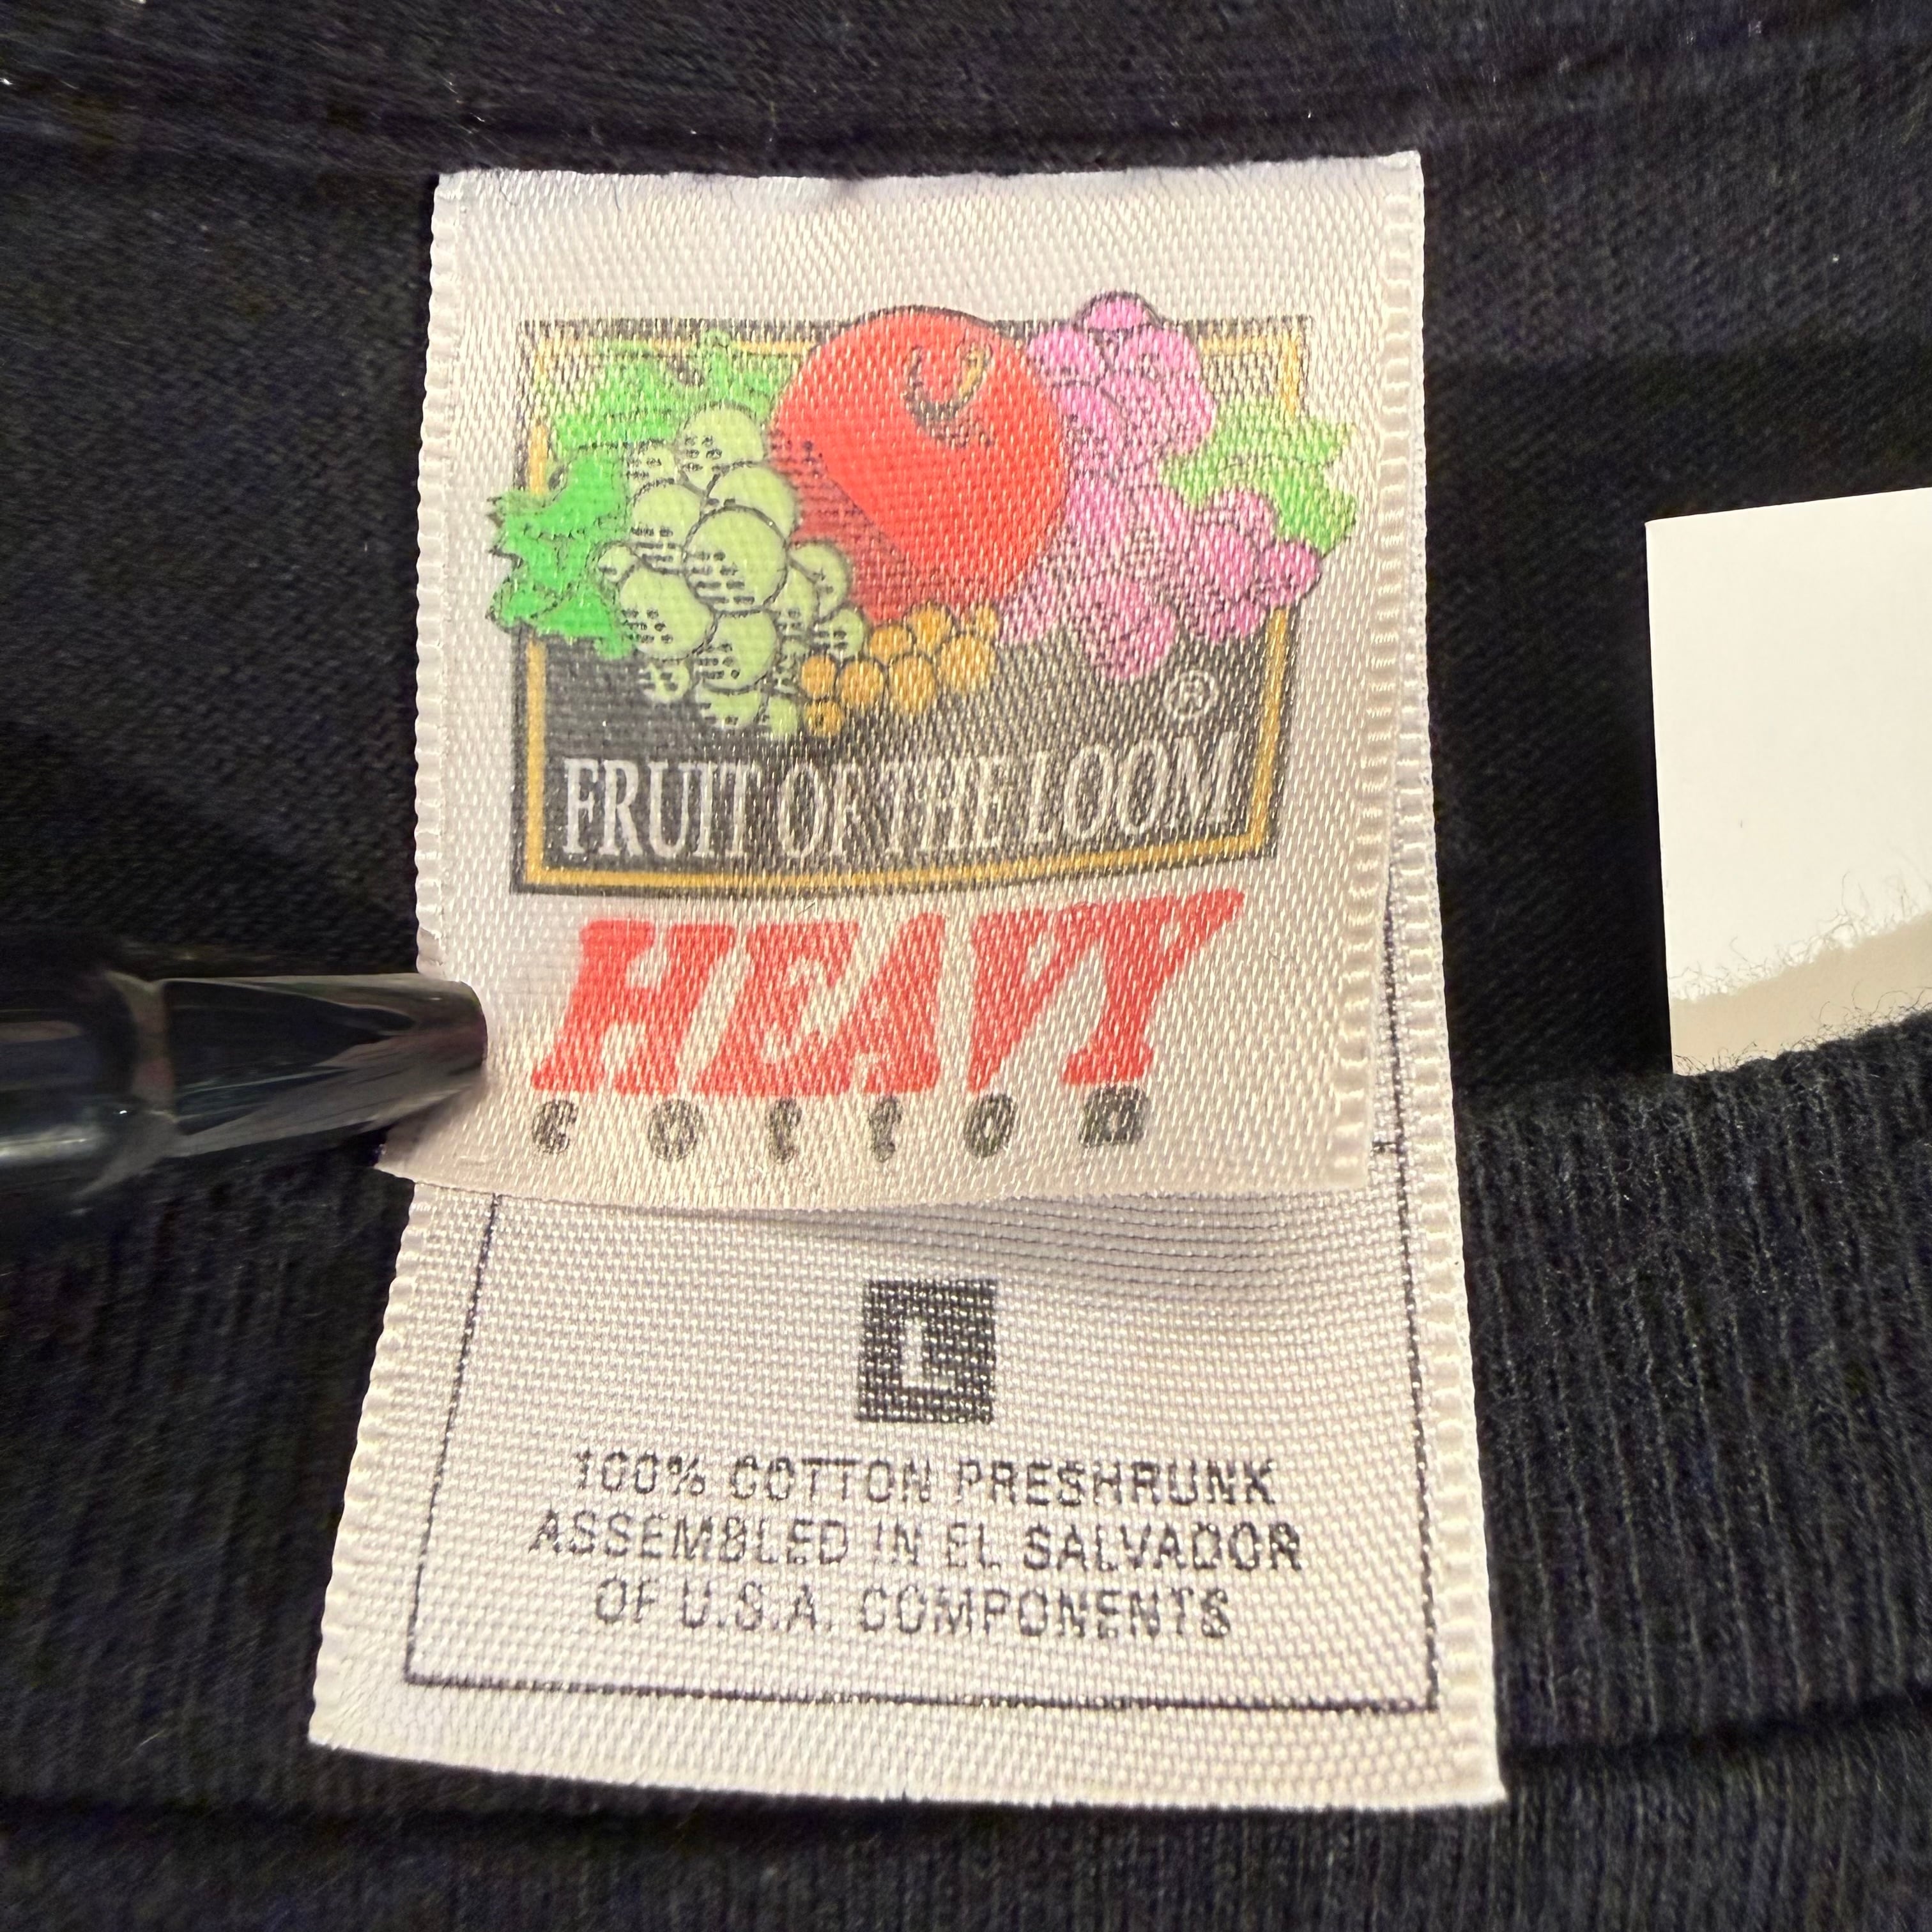 ®
FRUIT OF THE LOOM
HEAVY
cotton
L
100% COTTON PRESHRUNK
ASSEMBLED IN EL SALVADOR
OF U.S.A. COMPONENTS